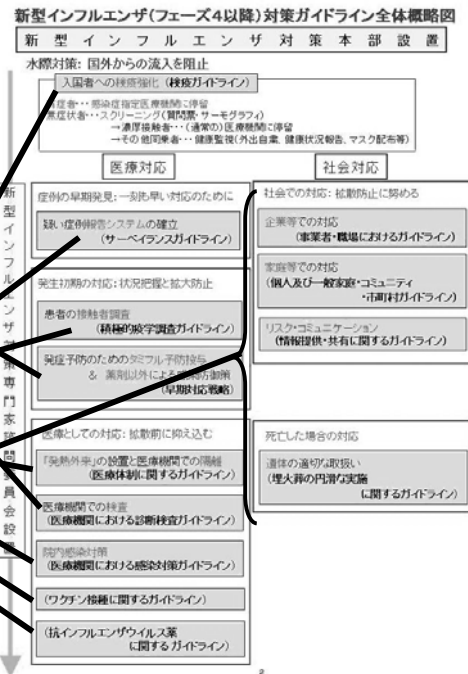 新型インフルエンザ(フェーズ4以降)対策ガイドライン全体概略図
新型インフルエンザ対策本部設置
水際対策: 国外からの流入を阻止
入国者への検疫強化 (検疫ガイドライン)
症者・・・感染症指定医療機関に停留
症状者・・・スクリーニング(質問票・サーモグラフィ)
→濃厚接触者・・・(通常の)医療機関に停留
→その他同乗者・・・健康監視(外出自粛、健康状況報告、マスク配布等)
医療対応
社会対応
症例の早期発見: 一刻も早い対応のために
疑い症例報告システムの確立
(サーベイランスガイドライン)
発生初期の対応: 状況把握と拡大防止
患者の接触者調査
(積極的疫学調査ガイドライン)
発症予防のためのタミフル予防投与
& 薬剤以外による感染防御策
(早期対応戦略)
医療としての対応: 拡散前に抑え込む
「発熱外来」の設置と医療機関での隔離
(医療体制に関するガイドライン)
医療機関での検査
(医療機関における診断検査ガイドライン)
院内感染対策
(医療機関における感染対策ガイドライン)
(ワクチン接種に関するガイドライン)
(抗インフルエンザウイルス薬
に関するガイドライン)
社会での対応: 拡散防止に努める
企業等での対応
(事業者・職場におけるガイドライン)
家庭等での対応
(個人及び一般家庭・コミュニティ
・市町村ガイドライン)
リスク・コミュニケーション
(情報提供・共有に関するガイドライン)
死亡した場合の対応
遺体の適切な取扱い
(埋火葬の円滑な実施
に関するガイドライン)